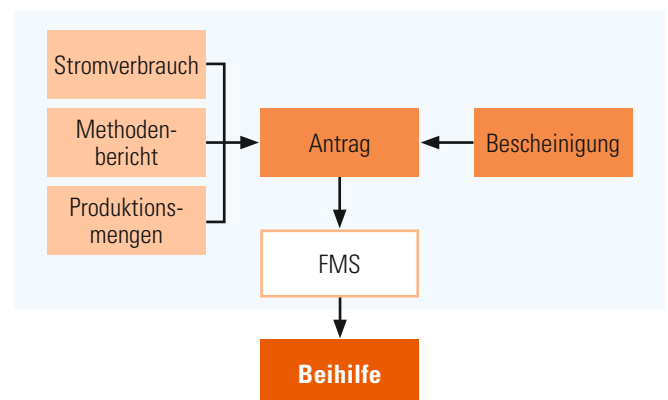 Stromverbrauch
Methoden-
bericht
Produktions-
mengen
Antrag
Bescheinigung
FMS
Beihilfe